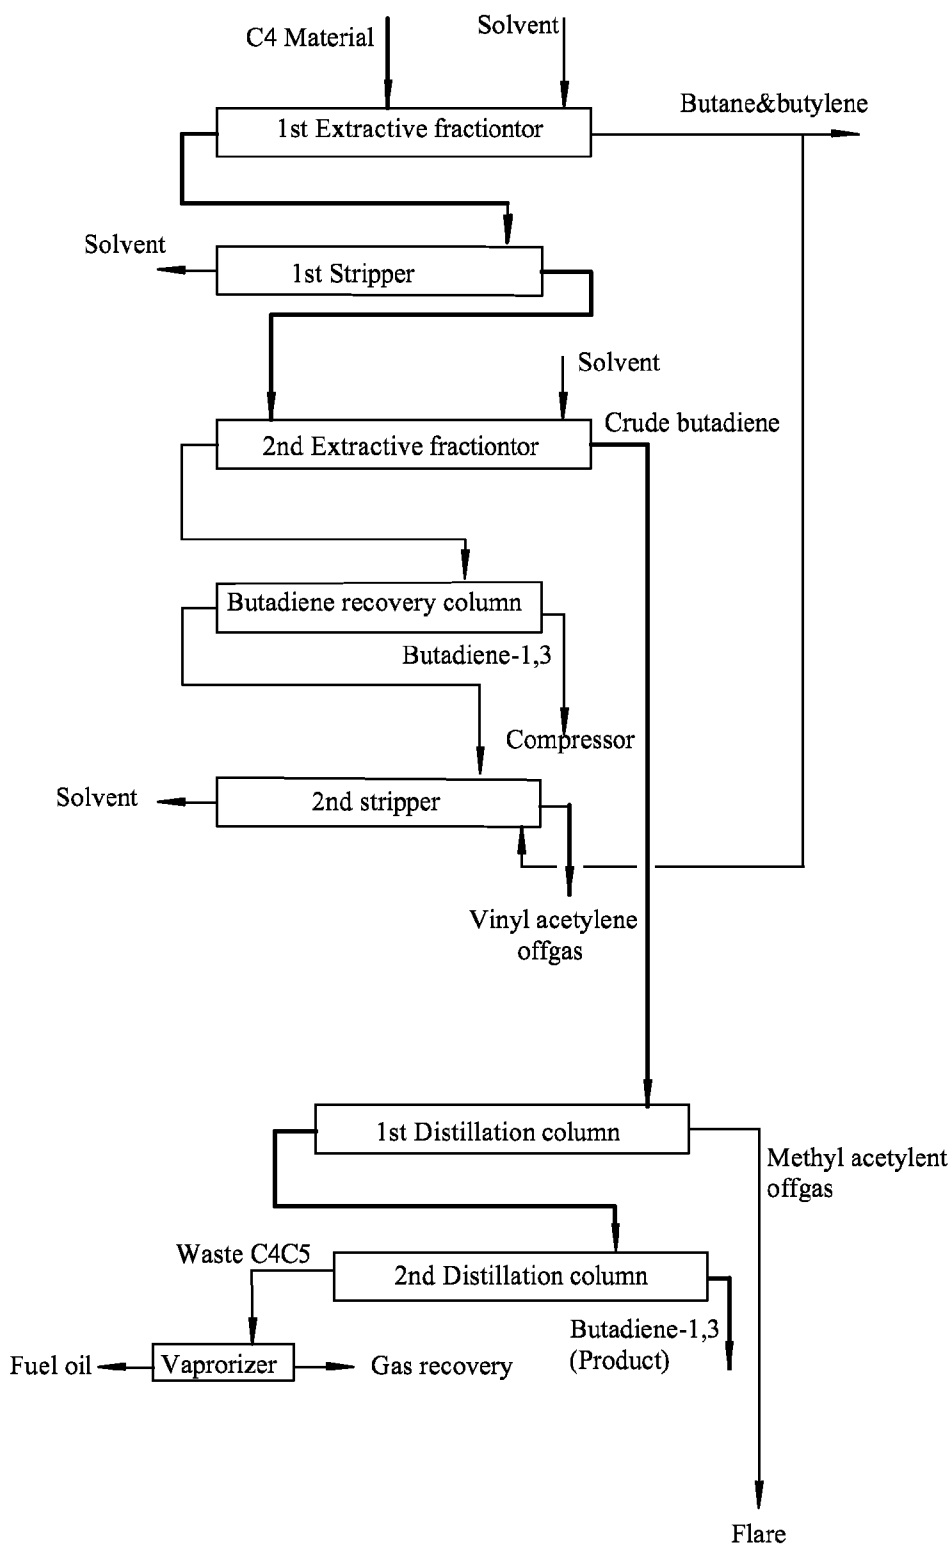 C4 Material
Solvent
Butane&butylene
1st Extractive fractiontor
Solvent
1st Stripper
Solvent
Crude butadiene
2nd Extractive fractiontor
Butadiene recovery column
Butadiene-1,3
Compressor
Solvent
2nd stripper
Vinyl acetylene
offgas
1st Distillation column
Methyl acetylent
offgas
Waste C4C5
2nd Distillation column
Butadiene-1,3
(Product)
Fuel oil
Vaprorizer
Gas recovery
Flare